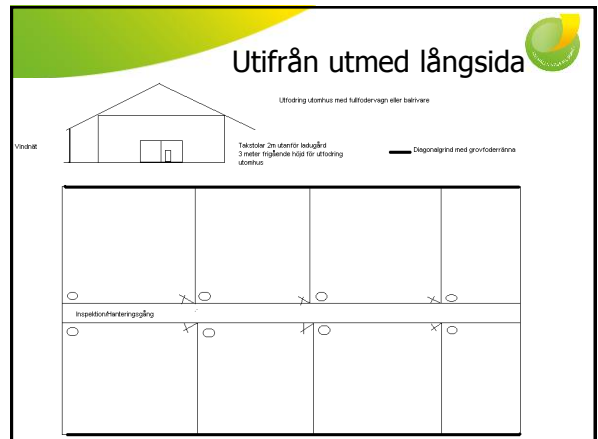 Utifrån utmed långsida
Utfodring utomhus med fullfodervagn eller balrivare
Vindnät
Takstolar 2m utanför ladugård
3 meter frigående höjd för utfodring
utomhus
Diagonalgrind med grovfoderränna
Inspektion/Hanteringsgång